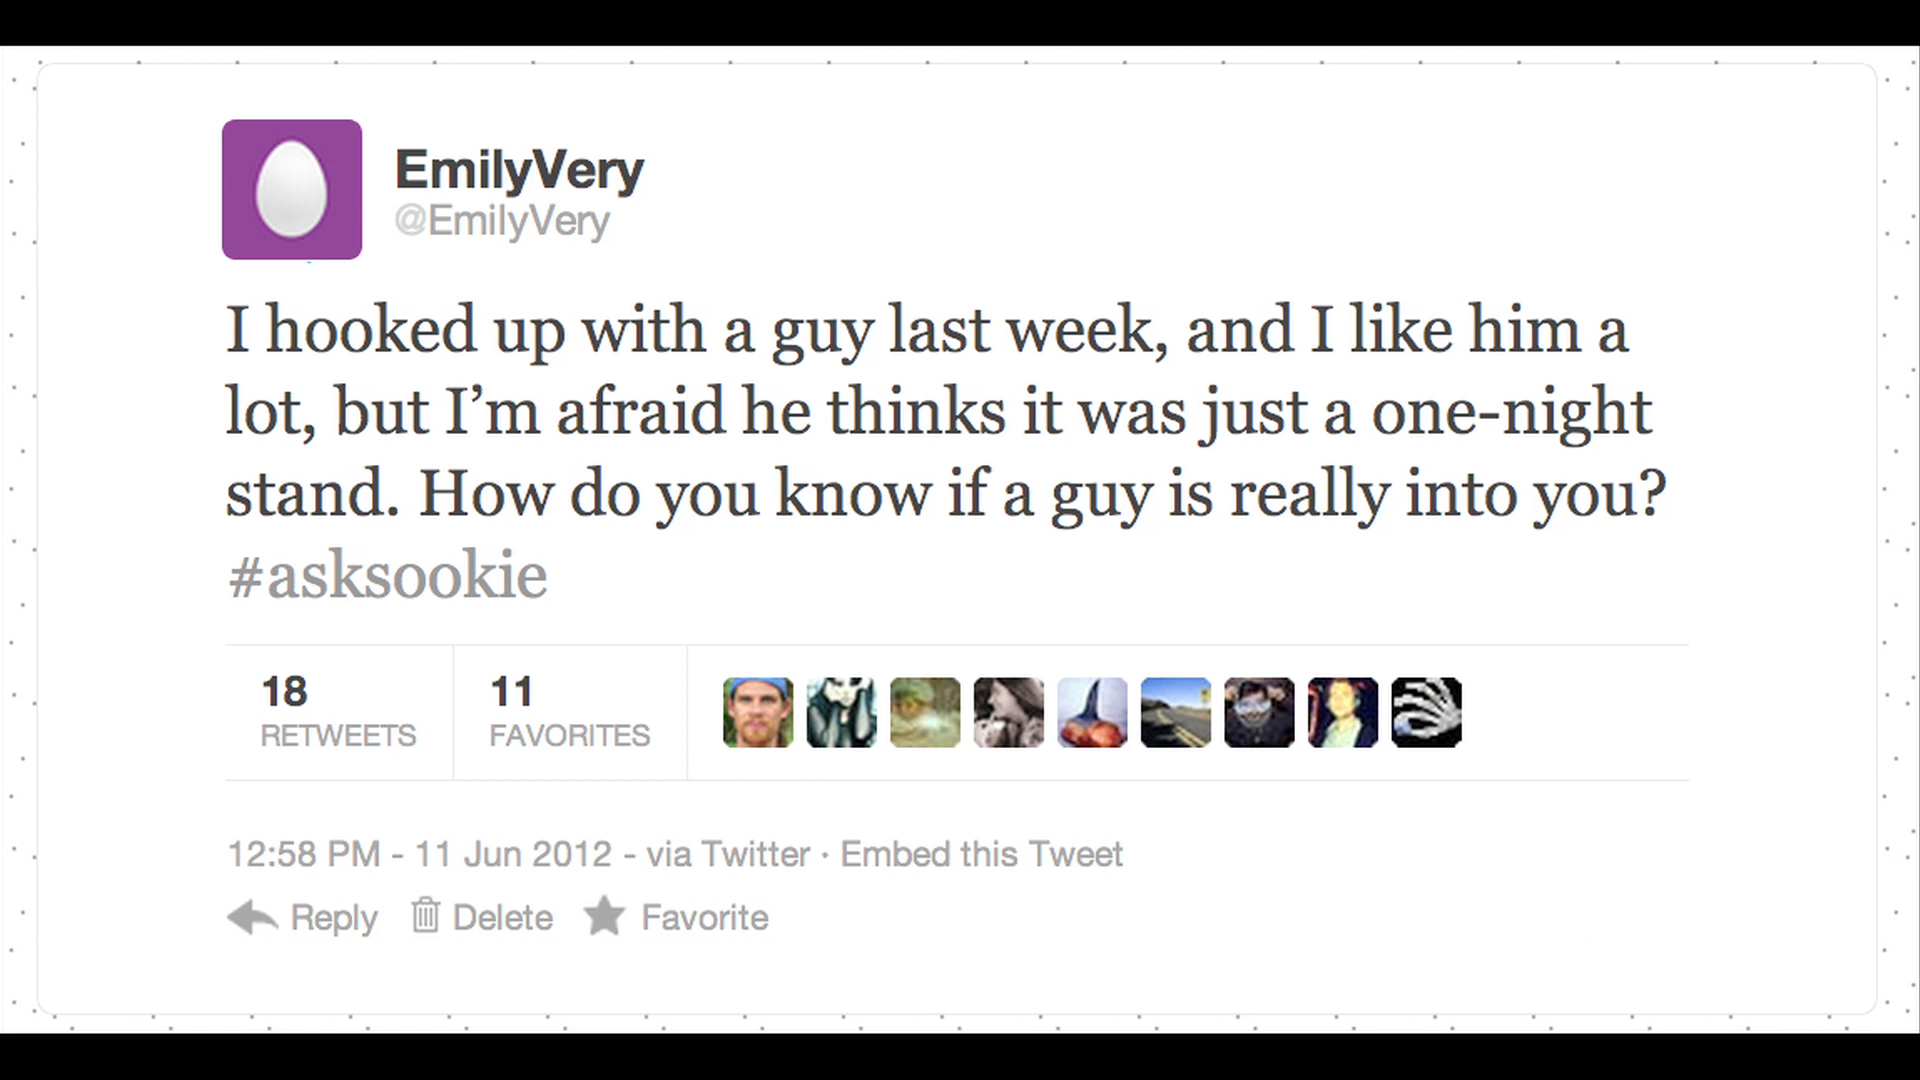 EmilyVery
@EmilyVery
I hooked up with a guy last week, and I like him a
lot, but I’m afraid he thinks it was just a one-night
stand. How do you know if a guy is really into you?
#asksookie
18 RETWEETS
11 FAVORITES
12:58 PM - 11 Jun 2012 - via Twitter · Embed this Tweet
Reply Delete Favorite